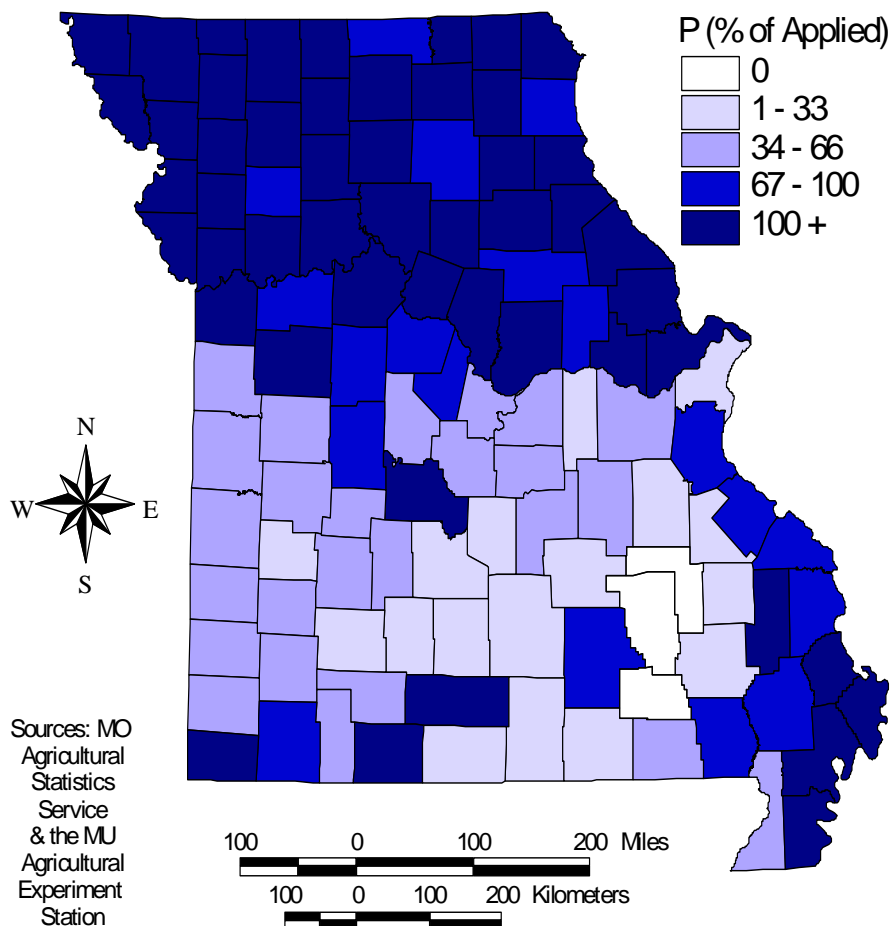 P (% of Applied)
0
1 - 33
34 - 66
67 - 100
100 +
N
W
E
S
Sources: MO
Agricultural
Statistics
Service
& the MU
Agricultural
Experiment
Station
100 0 100 200 Miles
100 0 100 200 Kilometers